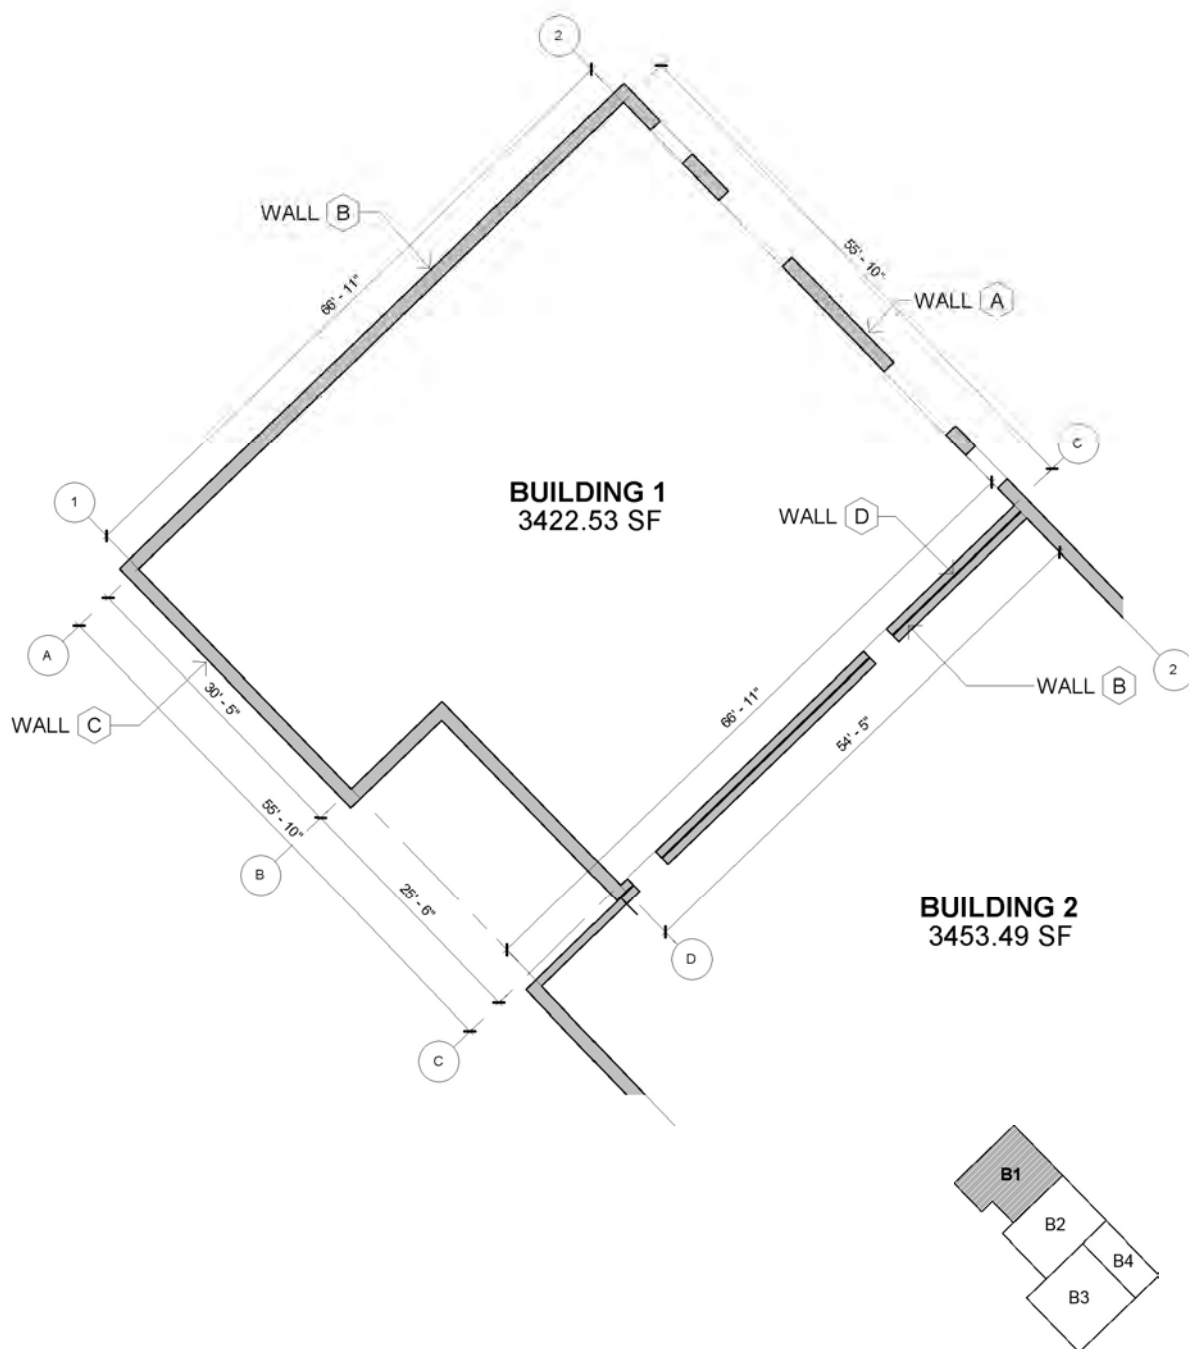 2
WALL B
66' - 11"
55' - 10"
WALL A
C
1
BUILDING 1
3422.53 SF
WALL D
A
30' - 5"
WALL C
2
WALL B
66' - 11"
54' - 5"
55' - 10"
B
25' - 6"
BUILDING 2
3453.49 SF
D
C
B1
B2
B4
B3